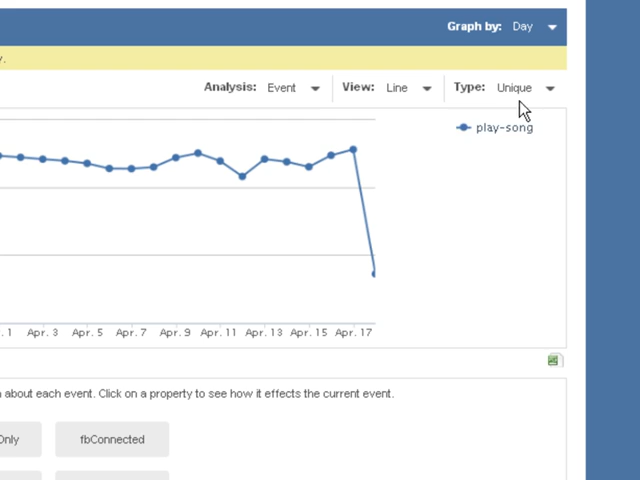 Graph by: Day
y.
Analysis: Event View: Line Type: Unique
play-song
. 1 Apr. 3 Apr. 5 Apr. 7 Apr. 9 Apr. 11 Apr. 13 Apr. 15 Apr. 17
about each event. Click on a property to see how it effects the current event.
Only fbConnected